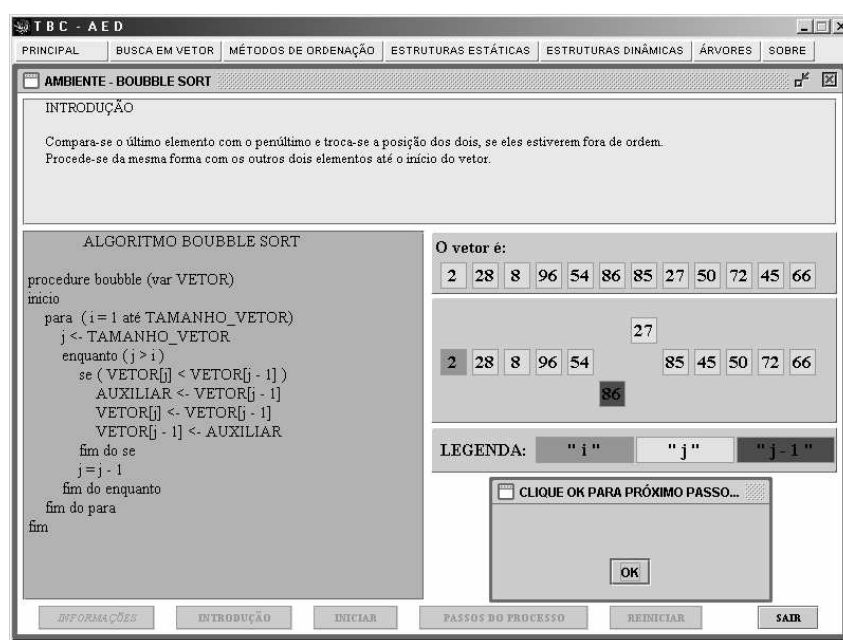 TBC - AED
PRINCIPAL BUSCA EM VETOR MÉTODOS DE ORDENAÇÃO ESTRUTURAS ESTÁTICAS ESTRUTURAS DINÂMICAS ÁRVORES SOBRE
AMBIENTE - BOUBBLE SORT
INTRODUÇÃO
Compara-se o último elemento com o penúltimo e troca-se a posição dos dois, se eles estiverem fora de ordem.
Procede-se da mesma forma com os outros dois elementos até o início do vetor.
ALGORITMO BOUBBLE SORT
procedure boubble (var VETOR)
inicio
para ( i = 1 até TAMANHO_VETOR)
j <- TAMANHO_VETOR
enquanto ( j > i )
se ( VETOR[j] < VETOR[j - 1] )
AUXILIAR <- VETOR[j - 1]
VETOR[j] <- VETOR[j - 1]
VETOR[j - 1] <- AUXILIAR
fim do se
j = j - 1
fim do enquanto
fim do para
fim
O vetor é:
2 28 8 96 54 86 85 27 50 72 45 66
27
2 28 8 96 54 85 45 50 72 66
86
LEGENDA: " i " " j " " j - 1 "
CLIQUE OK PARA PRÓXIMO PASSO...
OK
INFORMAÇÕES INTRODUÇÃO INICIAR PASSOS DO PROCESSO REINICIAR SAIR